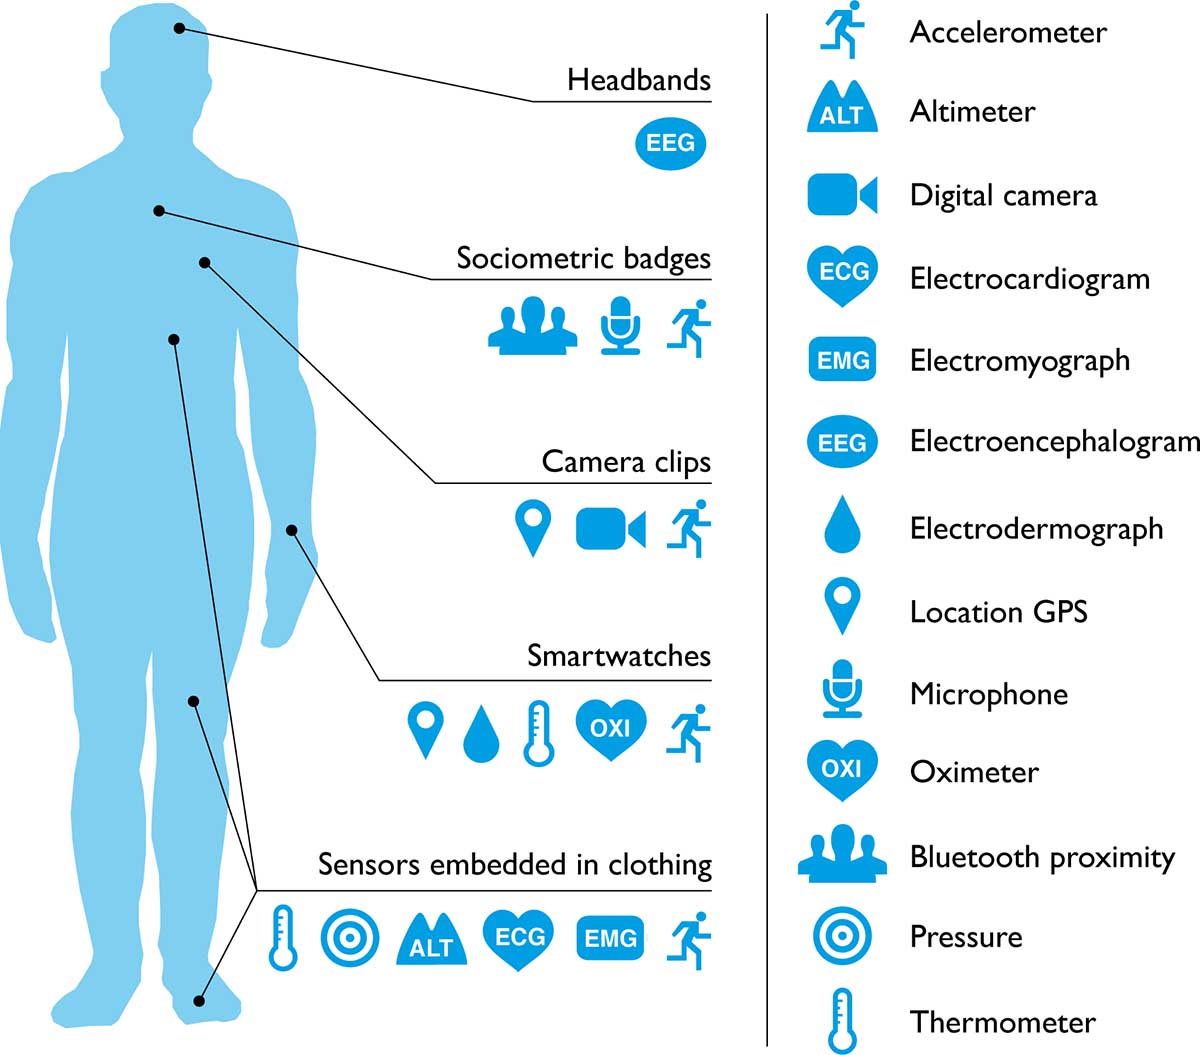 Headbands
EEG
Sociometric badges
Camera clips
Smartwatches
OXI
Sensors embedded in clothing
ALT
ECG
EMG
Accelerometer
ALT
Altimeter
Digital camera
ECG
Electrocardiogram
EMG
Electromyograph
EEG
Electroencephalogram
Electrodermograph
Location GPS
Microphone
OXI
Oximeter
Bluetooth proximity
Pressure
Thermometer